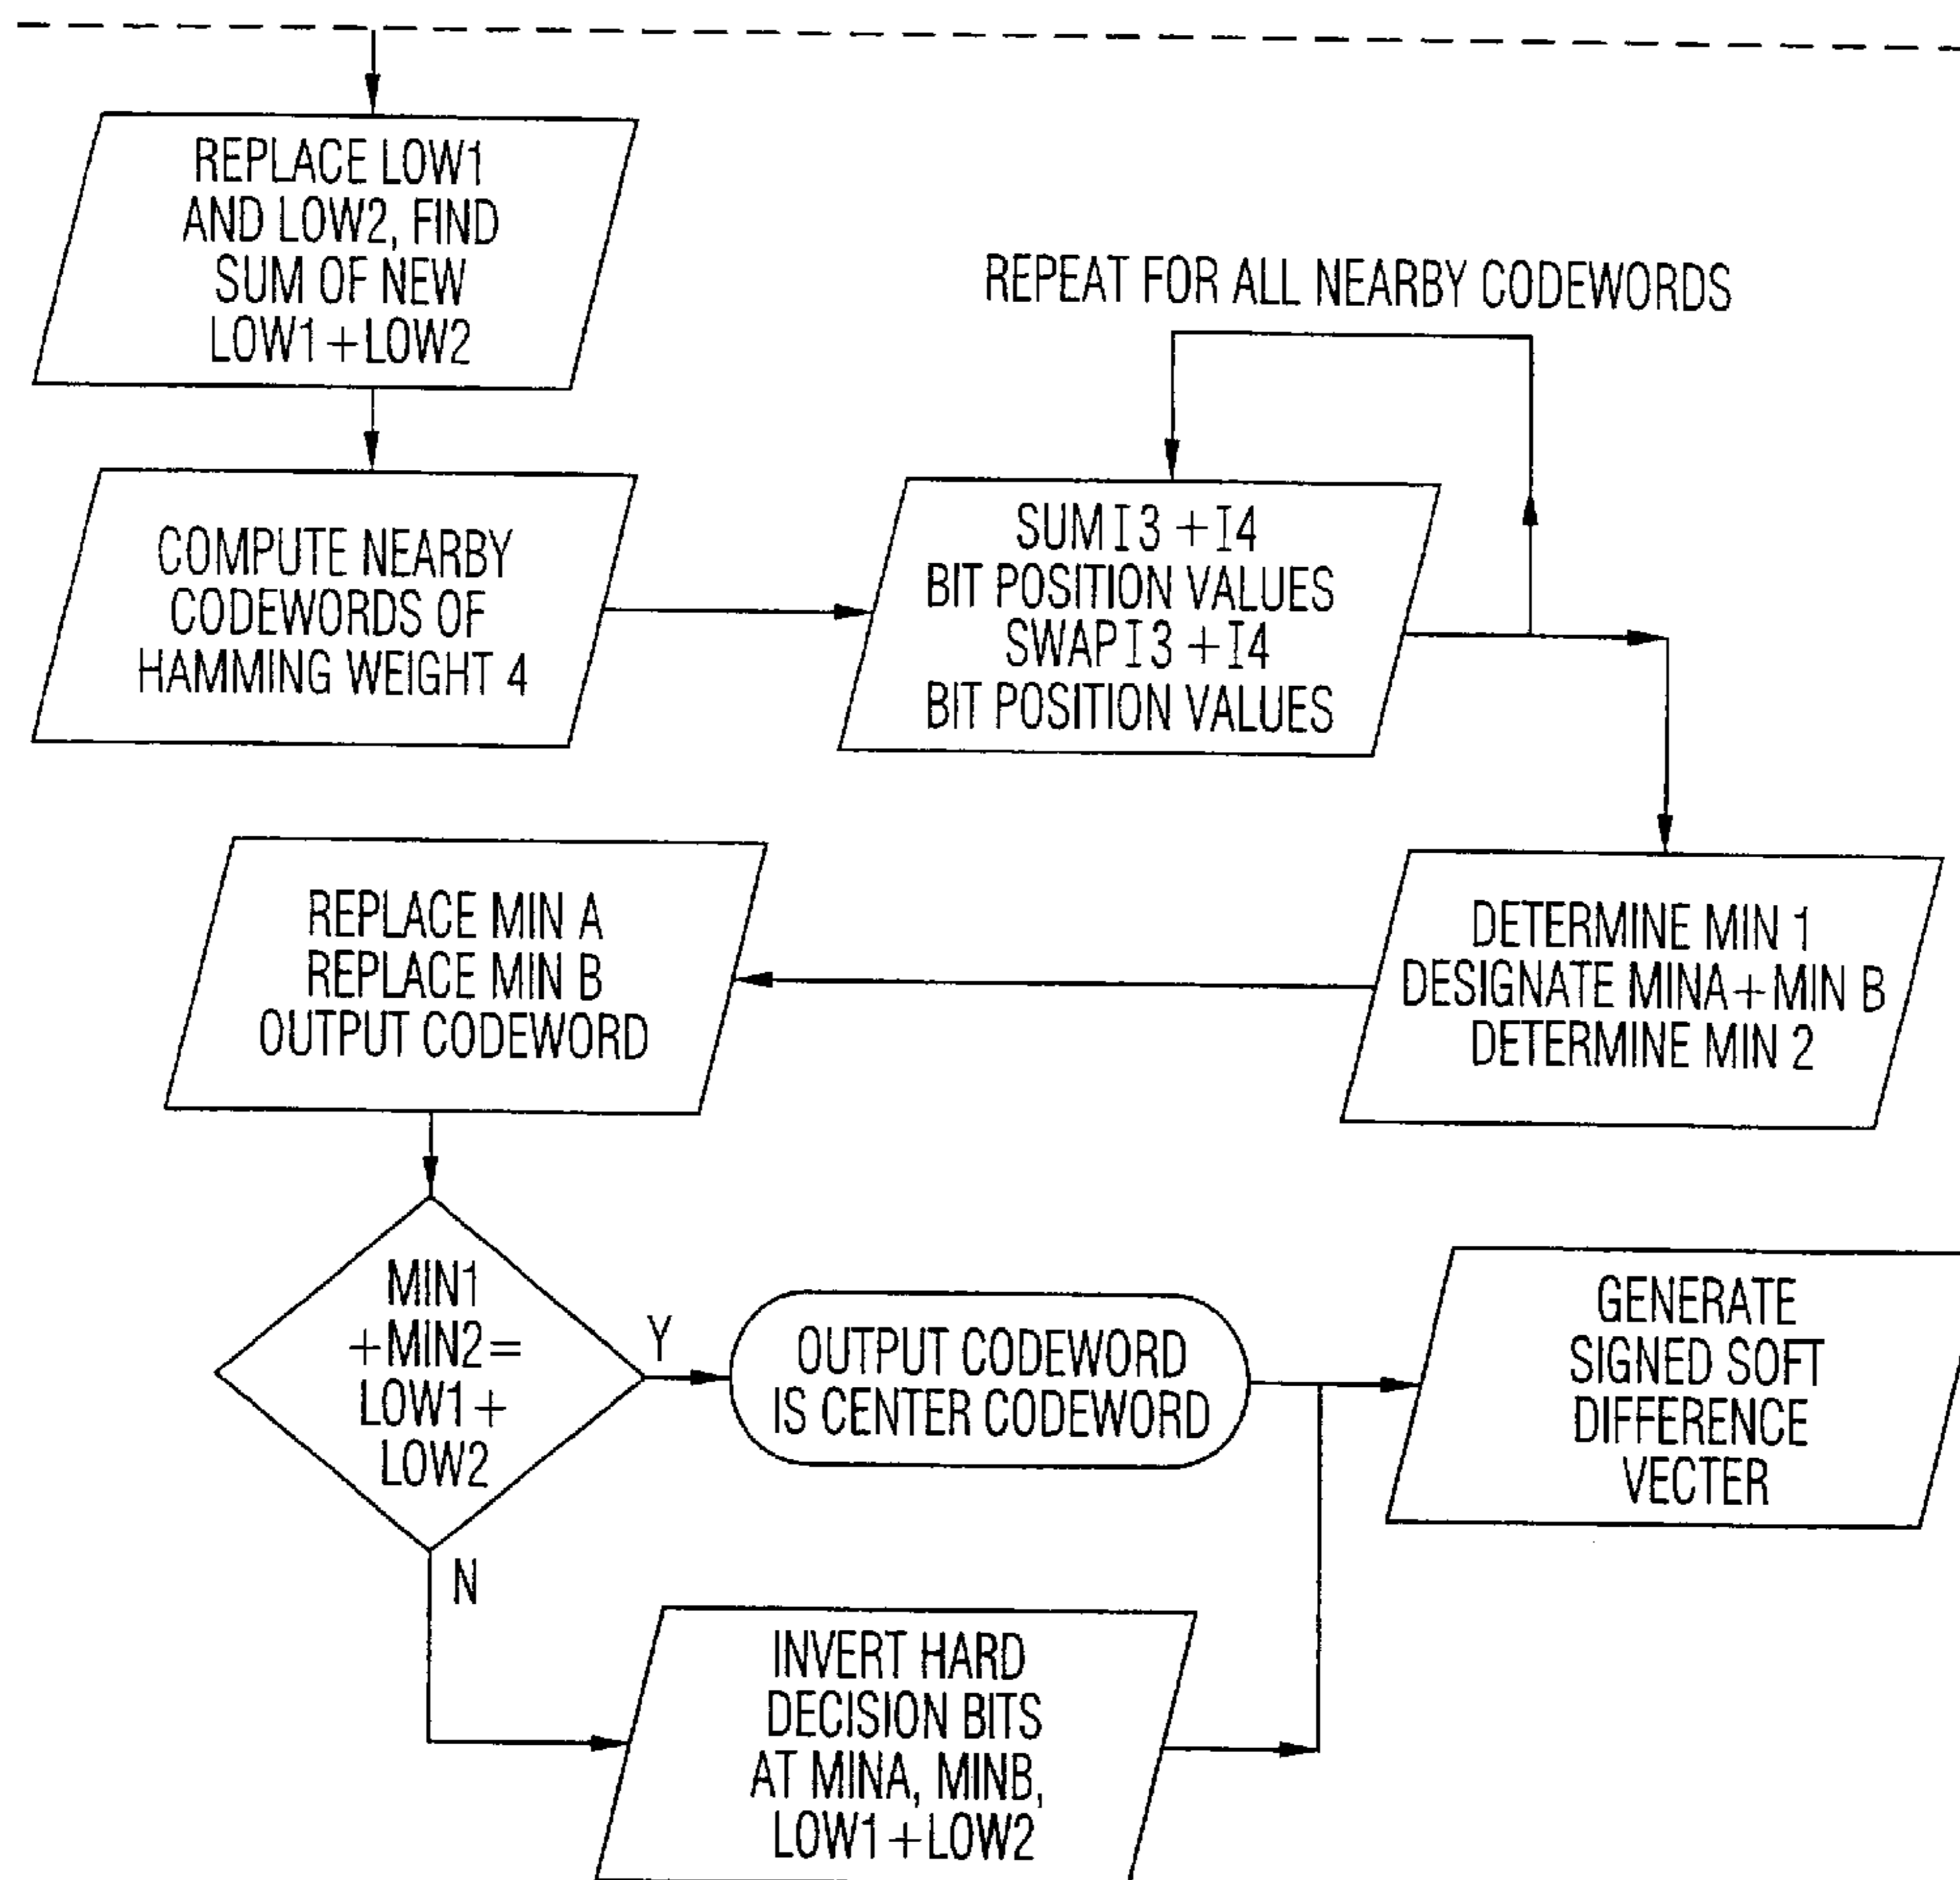 REPLACE LOW1
AND LOW2, FIND
SUM OF NEW
LOW1+LOW2
REPEAT FOR ALL NEARBY CODEWORDS
COMPUTE NEARBY
CODEWORDS OF
HAMMING WEIGHT 4
SUM I3 +I4
BIT POSITION VALUES
SWAP I3 +I4
BIT POSITION VALUES
DETERMINE MIN 1
DESIGNATE MINA+MIN B
DETERMINE MIN 2
REPLACE MIN A
REPLACE MIN B
OUTPUT CODEWORD
MIN1
+MIN2=
LOW1+
LOW2
Y
OUTPUT CODEWORD
IS CENTER CODEWORD
GENERATE
SIGNED SOFT
DIFFERENCE
VECTER
N
INVERT HARD
DECISION BITS
AT MINA, MINB,
LOW1+LOW2